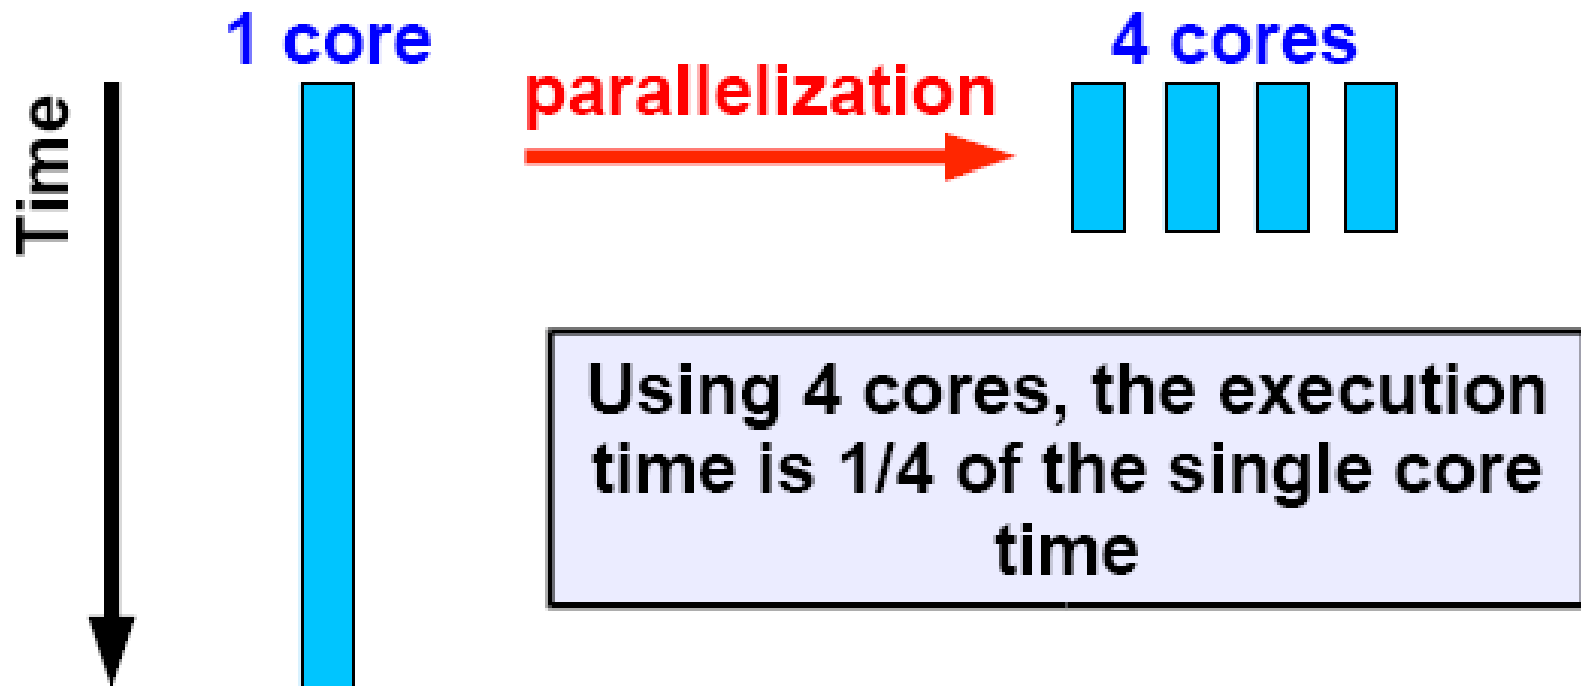 1 core
4 cores
parallelization
Time
Using 4 cores, the execution
time is 1/4 of the single core
time